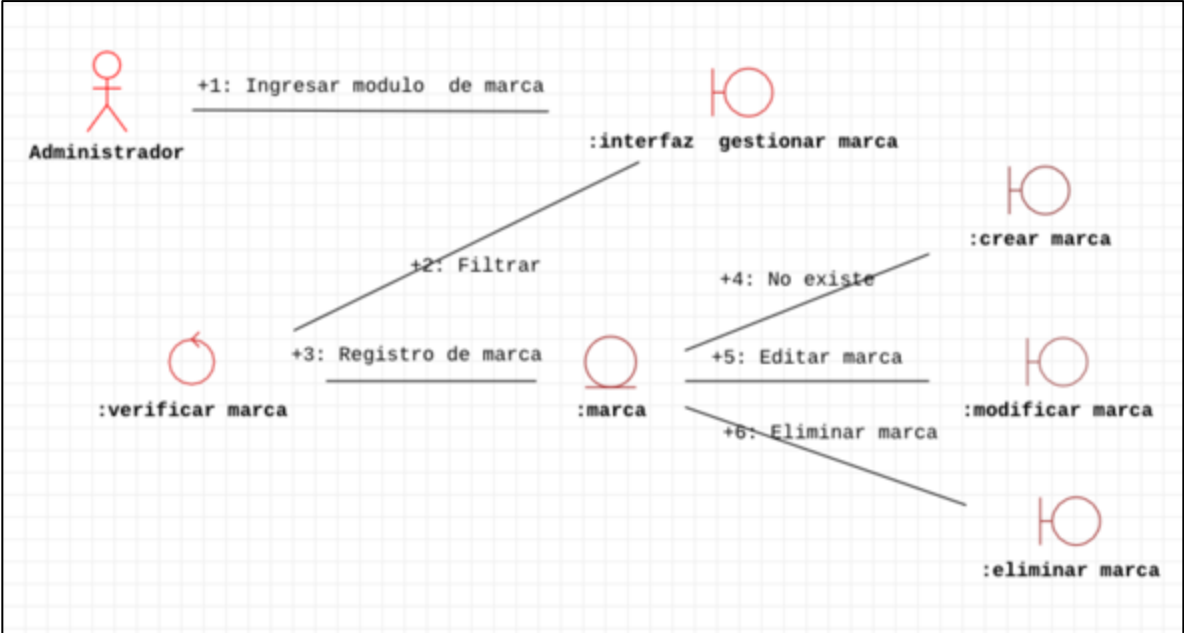 +1: Ingresar modulo  de marca
Administrador
:interfaz  gestionar marca
:crear marca
+2: Filtrar
+4: No existe
+3: Registro de marca
+5: Editar marca
:verificar marca
:marca
:modificar marca
+6: Eliminar marca
:eliminar marca